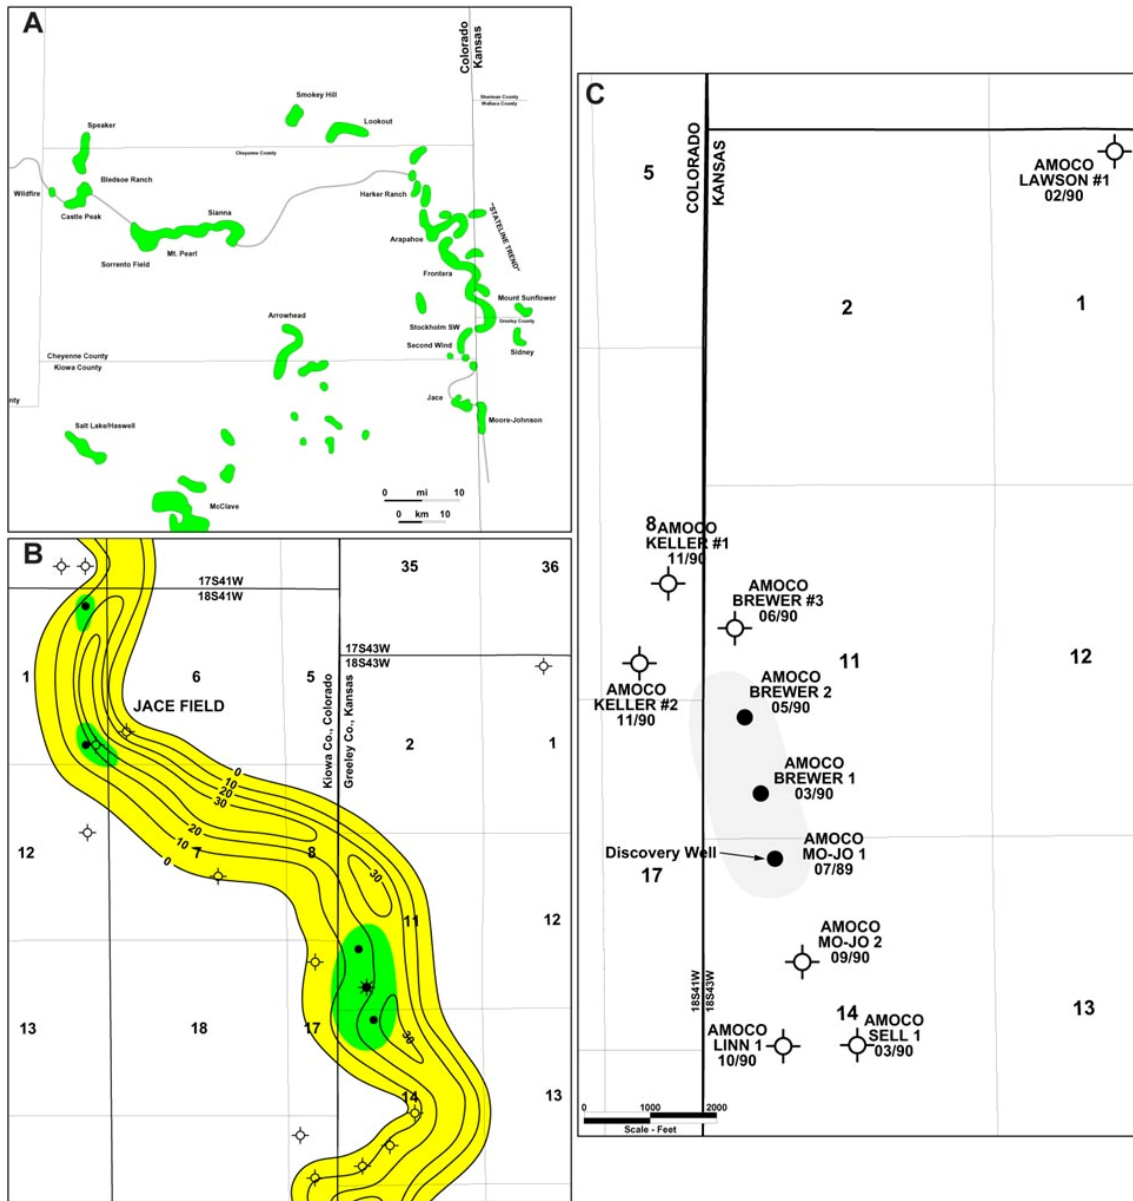 A
Colorado
Kansas
Smokey Hill
Lookout
Sherman County
Wallace County
Speaker
Cheyenne County
Bledsoe Ranch
Wildfire
Castle Peak
Harker Ranch
Sianna
"STATELINE TREND"
Arapahoe
Mt. Pearl
Sorrento Field
Frontera
Mount Sunflower
Arrowhead
Greeley County
Stockholm SW
Second Wind
Sidney
Cheyenne County
Kiowa County
Jace
nty
Moore-Johnson
Salt Lake/Haswell
McClave
0 mi 10
0 km 10
B
35
36
17S41W
18S41W
17S43W
18S43W
1
6
5
JACE FIELD
Kiowa Co., Colorado
Greeley Co., Kansas
2
1
0
10
20
30
20
10
0
12
7
8
30
11
12
13
18
17
30
14
13
C
5
COLORADO
KANSAS
AMOCO
LAWSON #1
02/90
2
1
8
AMOCO
KELLER #1
11/90
AMOCO
BREWER #3
06/90
11
12
AMOCO
KELLER #2
11/90
AMOCO
BREWER 2
05/90
AMOCO
BREWER 1
03/90
Discovery Well
AMOCO
MO-JO 1
07/89
17
AMOCO
MO-JO 2
09/90
18S41W
18S43W
14
13
AMOCO
LINN 1
10/90
AMOCO
SELL 1
03/90
0 1000 2000
Scale - Feet